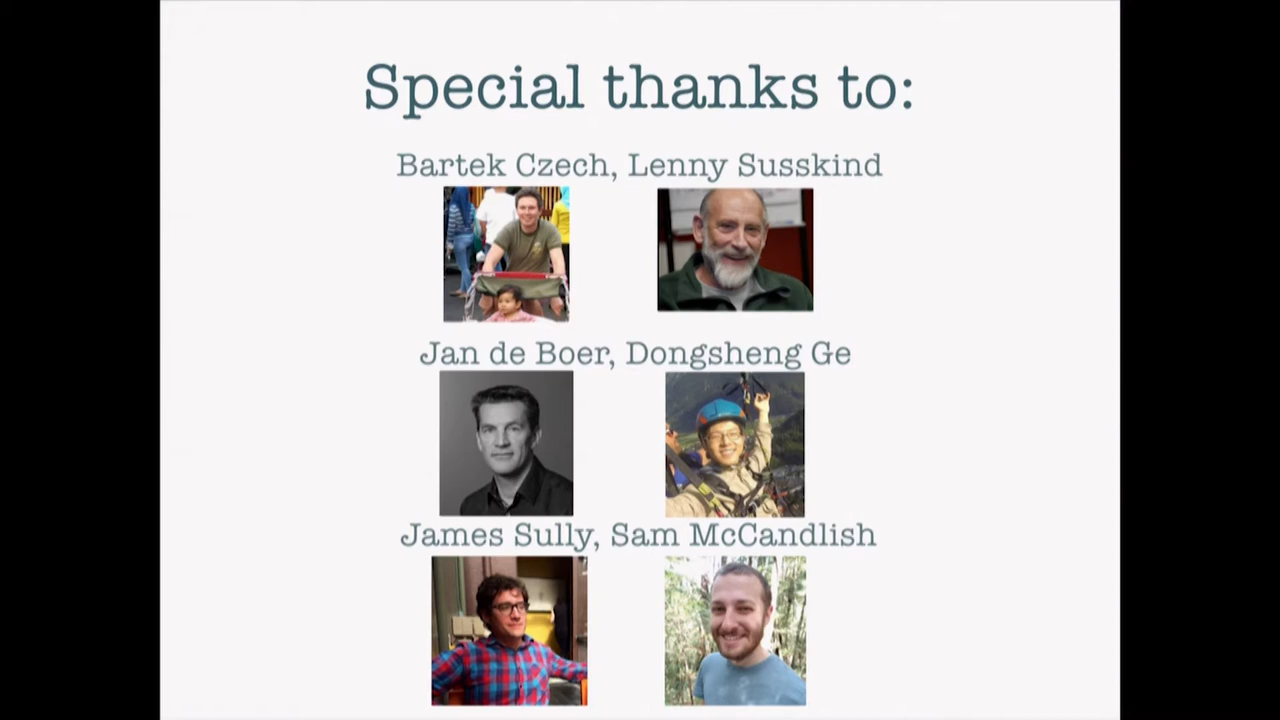 Special thanks to:
Bartek Czech, Lenny Susskind
Jan de Boer, Dongsheng Ge
James Sully, Sam McCandlish